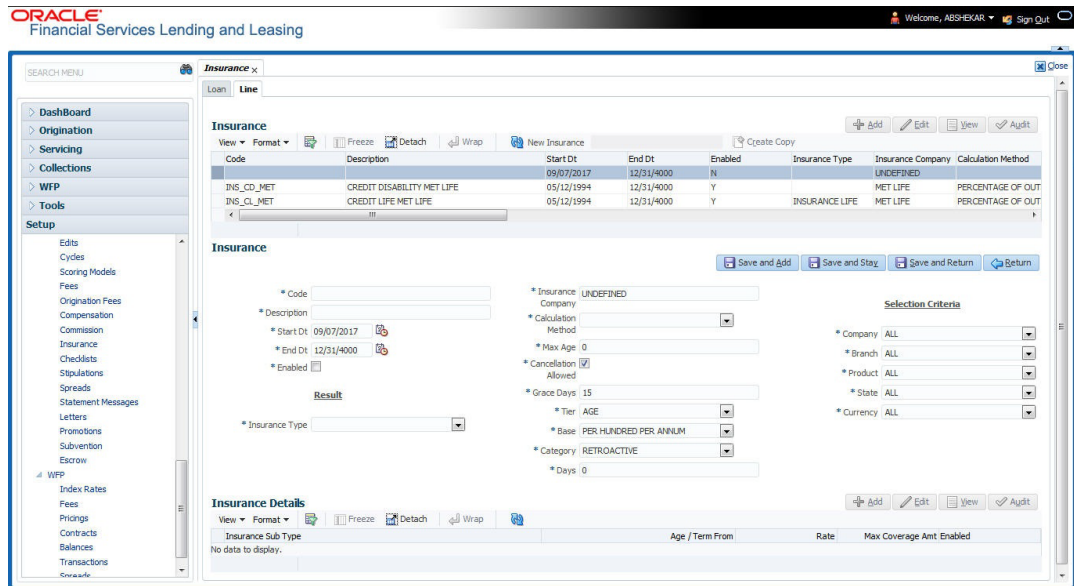 ORACLE
Financial Services Lending and Leasing
Welcome, ABSHEKAR
Sign Out
SEARCH MENU
DashBoard
Origination
Servicing
Collections
WFP
Tools
Setup
Edits
Cycles
Scoring Models
Fees
Origination Fees
Compensation
Commission
Insurance
Checklists
Stipulations
Spreads
Statement Messages
Letters
Promotions
Subvention
Escrow
WFP
Index Rates
Fees
Pricings
Contracts
Balances
Transactions
Spreads
Insurance x
Close
Loan Line
Insurance
Add Edit View Audit
View Format Freeze Detach Wrap New Insurance Create Copy
Code Description Start Dt End Dt Enabled Insurance Type Insurance Company Calculation Method
09/07/2017 12/31/4000 N UNDEFINED
INS_CD_MET CREDIT DISABILITY MET LIFE 05/12/1994 12/31/4000 Y MET LIFE PERCENTAGE OF OUT
INS_CL_MET CREDIT LIFE MET LIFE 05/12/1994 12/31/4000 Y INSURANCE LIFE MET LIFE PERCENTAGE OF OUT
Insurance
Save and Add Save and Stay Save and Return Return
* Code
* Description
* Start Dt 09/07/2017
* End Dt 12/31/4000
* Enabled
Result
* Insurance Type
* Insurance Company UNDEFINED
* Calculation Method
* Max Age 0
* Cancellation Allowed
* Grace Days 15
* Tier AGE
* Base PER HUNDRED PER ANNUM
* Category RETROACTIVE
* Days 0
Selection Criteria
* Company ALL
* Branch ALL
* Product ALL
* State ALL
* Currency ALL
Insurance Details
Add Edit View Audit
View Format Freeze Detach Wrap
Insurance Sub Type Age / Term From Rate Max Coverage Amt Enabled
No data to display.